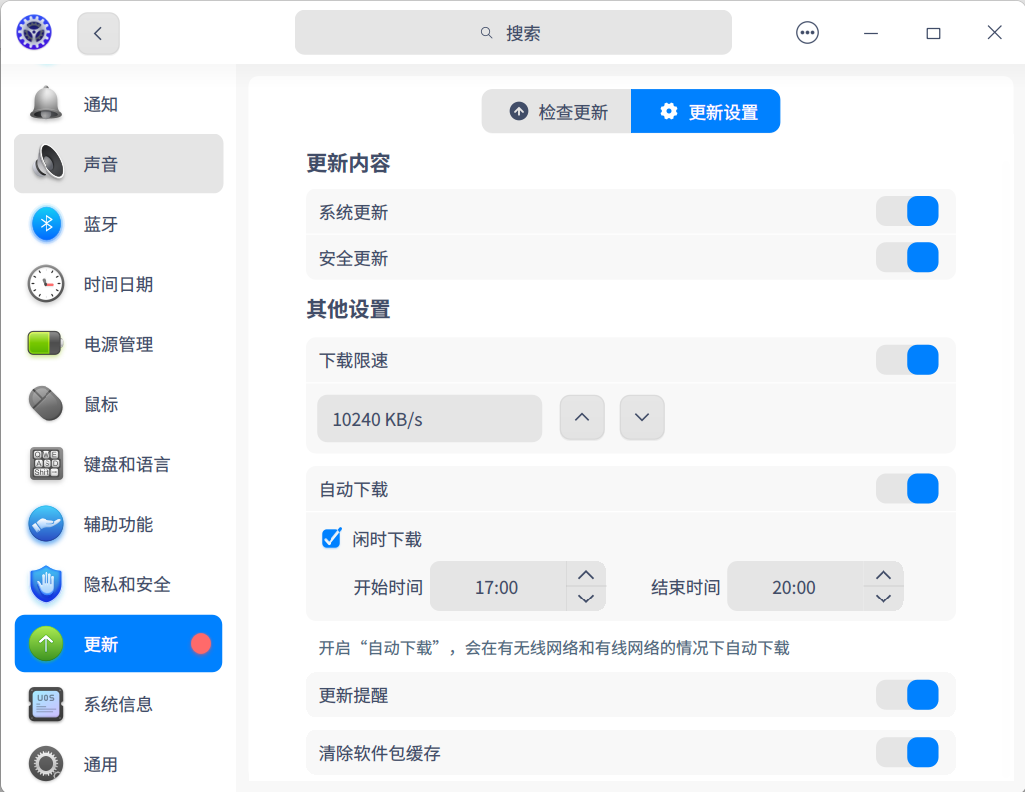 搜索
通知
声音
蓝牙
时间日期
电源管理
鼠标
键盘和语言
辅助功能
隐私和安全
更新
UOS
系统信息
通用
检查更新
更新设置
更新内容
系统更新
安全更新
其他设置
下载限速
10240 KB/s
自动下载
闲时下载
开始时间 17:00 结束时间 20:00
开启“自动下载”，会在有无线网络和有线网络的情况下自动下载
更新提醒
清除软件包缓存